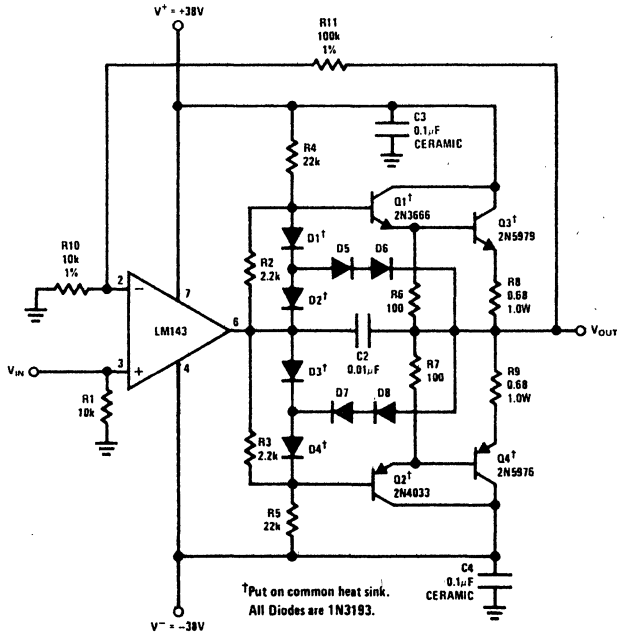 V+ = +38V
R11
100k
1%
C3
0.1µF
CERAMIC
R4
22k
Q1†
2N3666
Q3†
2N5979
R10
10k
1%
D1†
D5
D6
R2
2.2k
R6
100
R8
0.68
1.0W
2
7
−
D2†
LM143
6
VOUT
VIN
3
+
4
C2
0.01µF
R7
100
R9
0.68
1.0W
D3†
R1
10k
D7
D8
R3
2.2k
D4†
Q2†
2N4033
Q4†
2N5976
R5
22k
C4
0.1µF
CERAMIC
†Put on common heat sink.
All Diodes are 1N3193.
V− = −38V